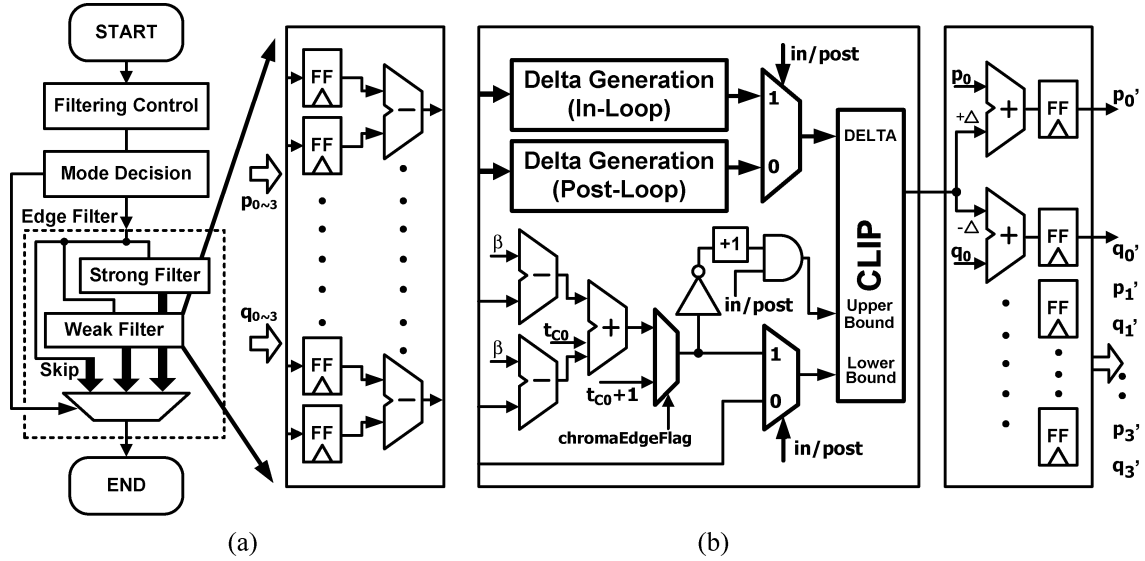 START
Filtering Control
Mode Decision
Edge Filter
Strong Filter
Weak Filter
Skip
END
FF
FF
p0~3
q0~3
FF
FF
−
−
in/post
Delta Generation
(In-Loop)
1
Delta Generation
(Post-Loop)
0
DELTA
CLIP
Upper
Bound
Lower
Bound
β
−
+1
in/post
+
tC0
β
−
tC0+1
chromaEdgeFlag
1
0
in/post
p0
+△
+
FF
p0’
-△
q0
+
FF
q0’
FF
p1’
q1’
FF
p3’
q3’
(a)
(b)